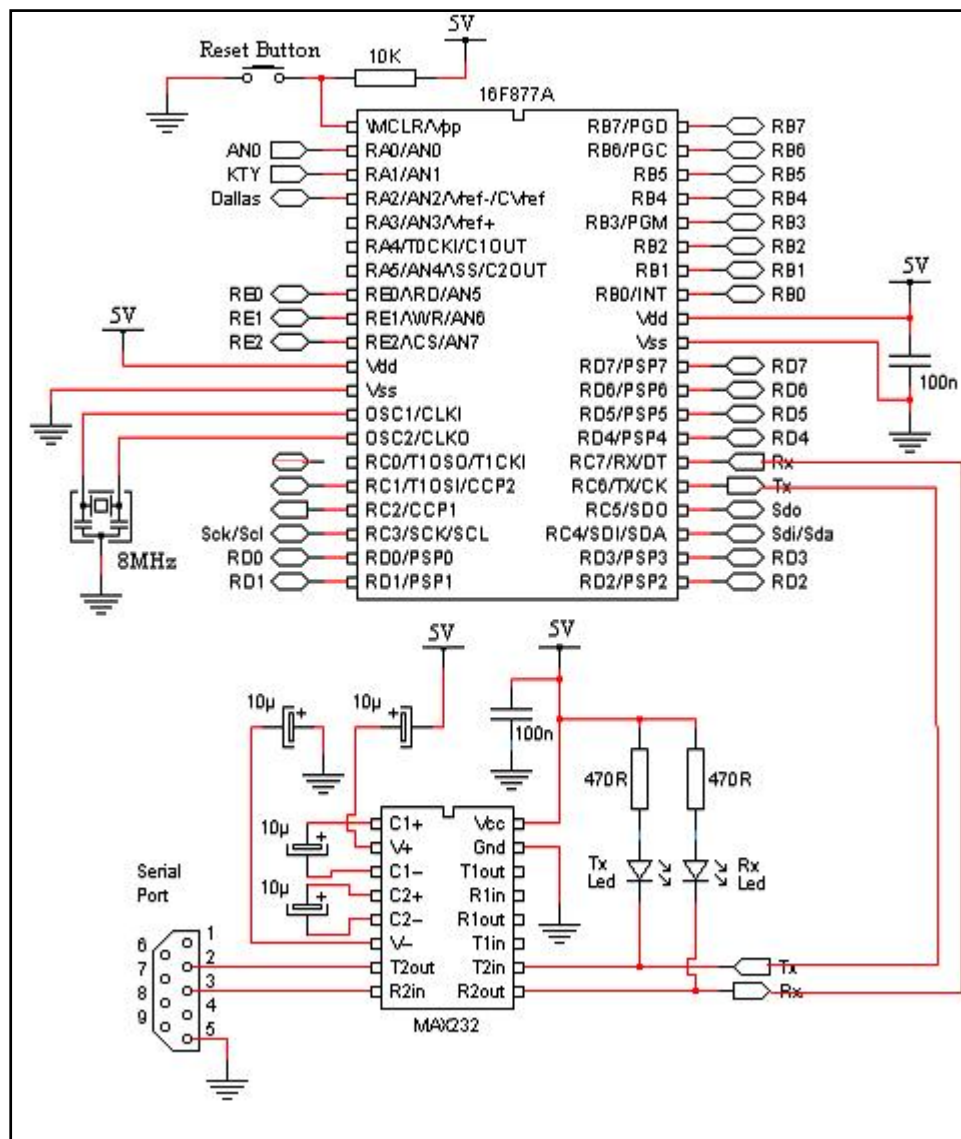 5V
Reset Button
10K
16F877A
\MCLR/Vpp
RB7/PGD
RB7
AN0
RA0/AN0
RB6/PGC
RB6
KTY
RA1/AN1
RB5
RB5
Dallas
RA2/AN2/Vref-/CVref
RB4
RB4
RA3/AN3/Vref+
RB3/PGM
RB3
RA4/T0CKI/C1OUT
RB2
RB2
RA5/AN4/\SS/C2OUT
RB1
RB1
5V
RE0
RE0/\RD/AN5
RB0/INT
RB0
5V
RE1
RE1/\WR/AN6
Vdd
RE2
RE2/\CS/AN7
Vss
Vdd
RD7/PSP7
RD7
100n
Vss
RD6/PSP6
RD6
OSC1/CLKI
RD5/PSP5
RD5
OSC2/CLKO
RD4/PSP4
RD4
RC0/T1OSO/T1CKI
RC7/RX/DT
Rx
RC1/T1OSI/CCP2
RC6/TX/CK
Tx
RC2/CCP1
RC5/SDO
Sdo
Sck/Scl
RC3/SCK/SCL
RC4/SDI/SDA
Sdi/Sda
8MHz
RD0
RD0/PSP0
RD3/PSP3
RD3
RD1
RD1/PSP1
RD2/PSP2
RD2
5V
5V
10µ
+
10µ
+
100n
470R
470R
10µ
+
C1+
Vcc
V+
Gnd
Tx
Led
Rx
Led
C1-
T1out
10µ
+
C2+
R1in
Serial
Port
C2-
R1out
V-
T1in
T2out
T2in
Tx
R2in
R2out
Rx
MAX232
1
6
2
7
3
8
4
9
5